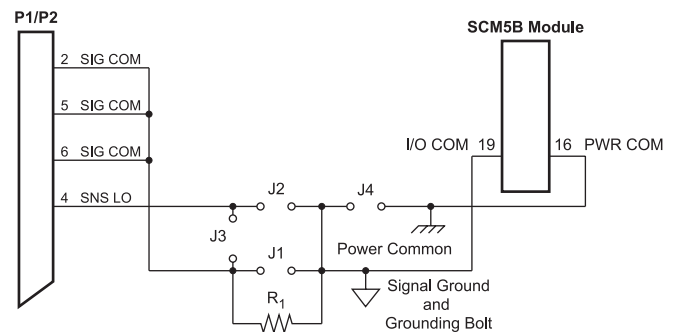 P1/P2
SCM5B Module
2 SIG COM
5 SIG COM
6 SIG COM
4 SNS LO
I/O COM 19
16 PWR COM
J2
J4
J3
J1
Power Common
R1
Signal Ground
and
Grounding Bolt